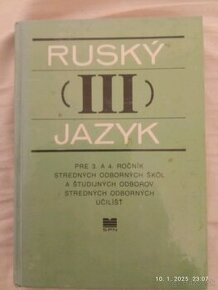 RUSKÝ
(III)
JAZYK
PRE 3. A 4. ROČNÍK
STREDNÝCH ODBORNÝCH ŠKÔL
A ŠTUDIJNÝCH ODBOROV
STREDNÝCH ODBORNÝCH
UČILÍŠŤ
SPN
10. 1. 2025 23:07